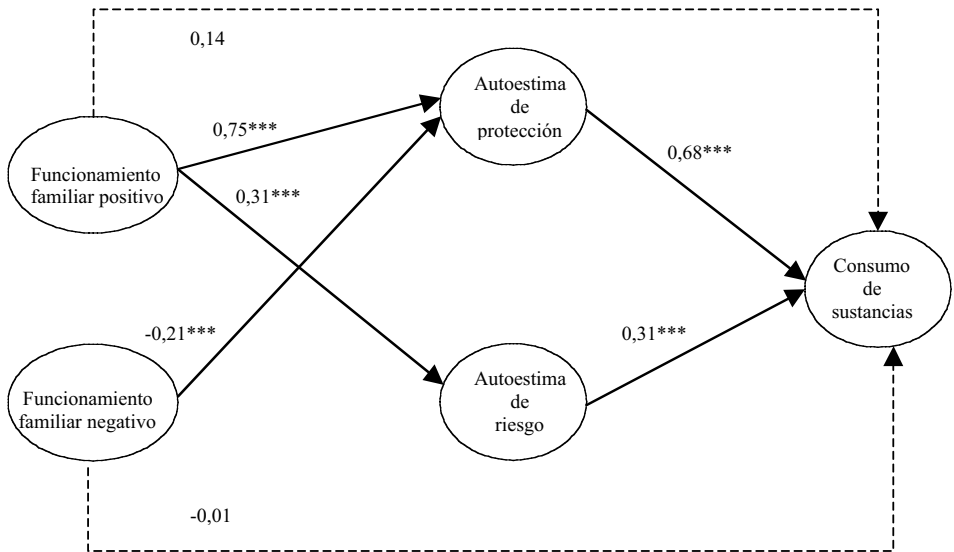 0,14
Autoestima
de
protección
0,75***
0,68***
Funcionamiento
familiar positivo
0,31***
Consumo
de
sustancias
-0,21***
0,31***
Autoestima
de
riesgo
Funcionamiento
familiar negativo
-0,01